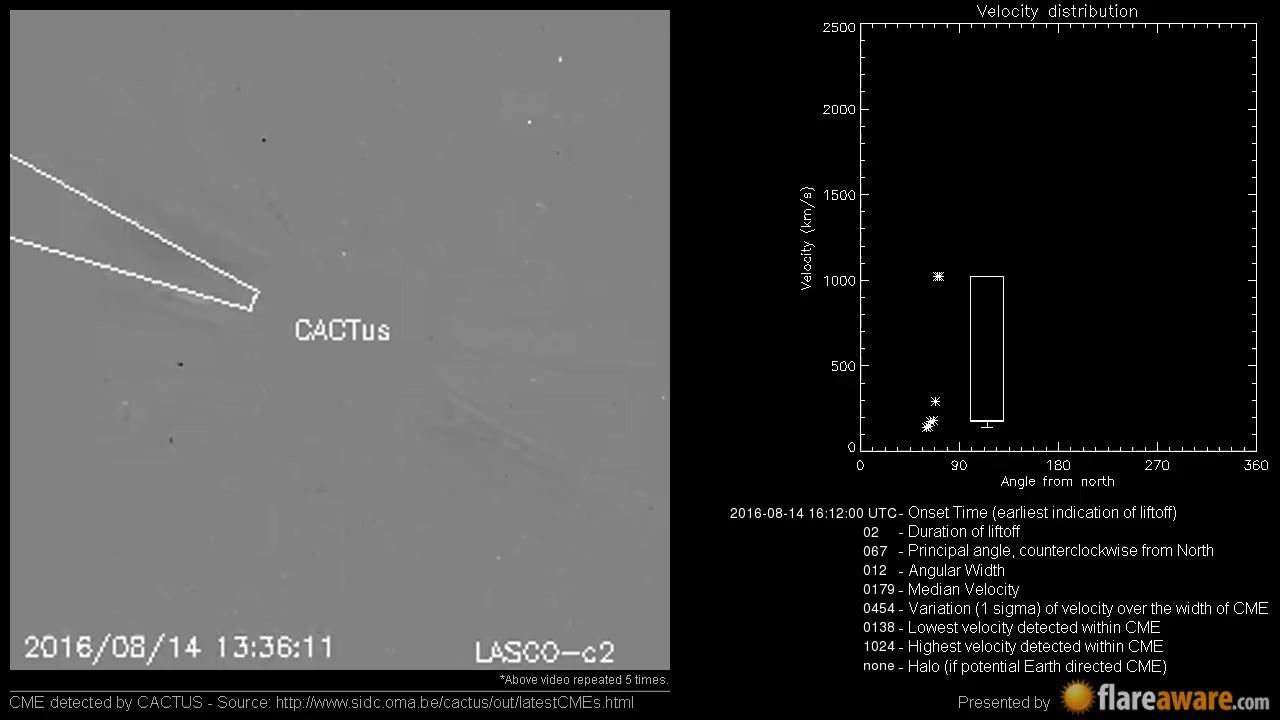 CACTus
2016/08/14 13:36:11
LASCO-c2
*Above video repeated 5 times.
CME detected by CACTUS - Source: http://www.sidc.oma.be/cactus/out/latestCMEs.html
Velocity distribution
2500
2000
1500
1000
500
0
Velocity (km/s)
0 90 180 270 360
Angle from north
2016-08-14 16:12:00 UTC - Onset Time (earliest indication of liftoff)
02 - Duration of liftoff
067 - Principal angle, counterclockwise from North
012 - Angular Width
0179 - Median Velocity
0454 - Variation (1 sigma) of velocity over the width of CME
0138 - Lowest velocity detected within CME
1024 - Highest velocity detected within CME
none - Halo (if potential Earth directed CME)
Presented by flareaware.com